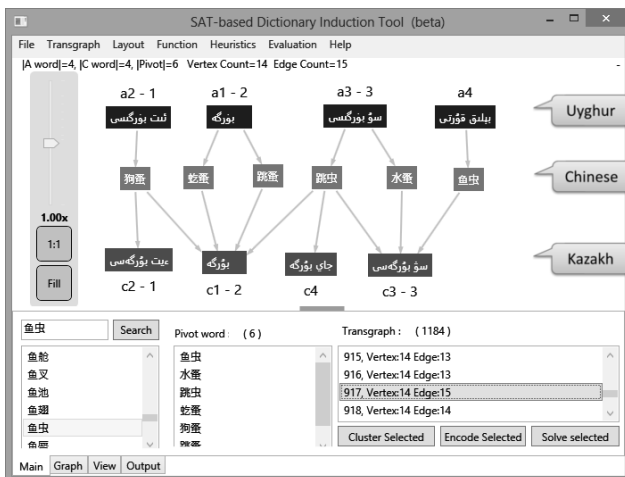 SAT-based Dictionary Induction Tool (beta)
File Transgraph Layout Function Heuristics Evaluation Help
|A word|=4, |C word|=4, |Pivot|=6 Vertex Count=14 Edge Count=15
a2 - 1 a1 - 2 a3 - 3 a4
ئىت بۈرگىسى بۈرگە سۇ بۈرگىسى بېلىق قۇرتى
Uyghur
狗蚤 虼蚤 跳蚤 跳虫 水蚤 鱼虫
Chinese
1.00x
1:1
Fill
ءيت بۇرگەسى بۇرگە جاي بۇرگە سۋ بۇرگەسى
Kazakh
c2 - 1 c1 - 2 c4 c3 - 3
鱼虫 Search Pivot word : (6) Transgraph : (1184)
鱼舱 鱼虫 915, Vertex:14 Edge:13
鱼叉 水蚤 916, Vertex:14 Edge:13
鱼池 跳虫 917, Vertex:14 Edge:15
鱼翅 虼蚤 918, Vertex:14 Edge:14
鱼虫 狗蚤
跳蚤
Cluster Selected Encode Selected Solve selected
Main Graph View Output